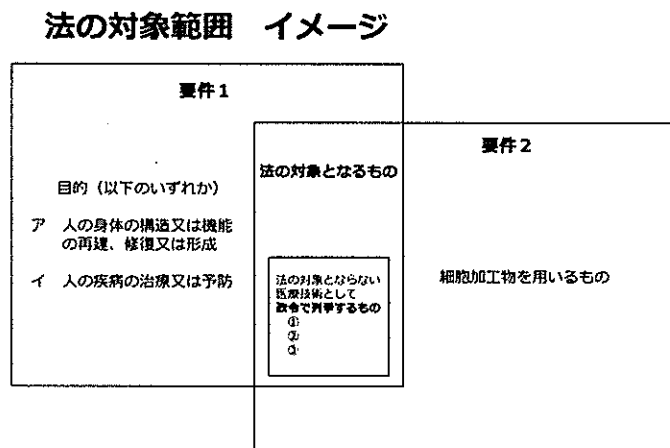 法の対象範囲　イメージ
要件1
目的（以下のいずれか）
ア　人の身体の構造又は機能
の再建、修復又は形成
イ　人の疾病の治療又は予防
法の対象となるもの
法の対象とならない
医療技術として
政令で列挙するもの
①
②
③
要件2
細胞加工物を用いるもの